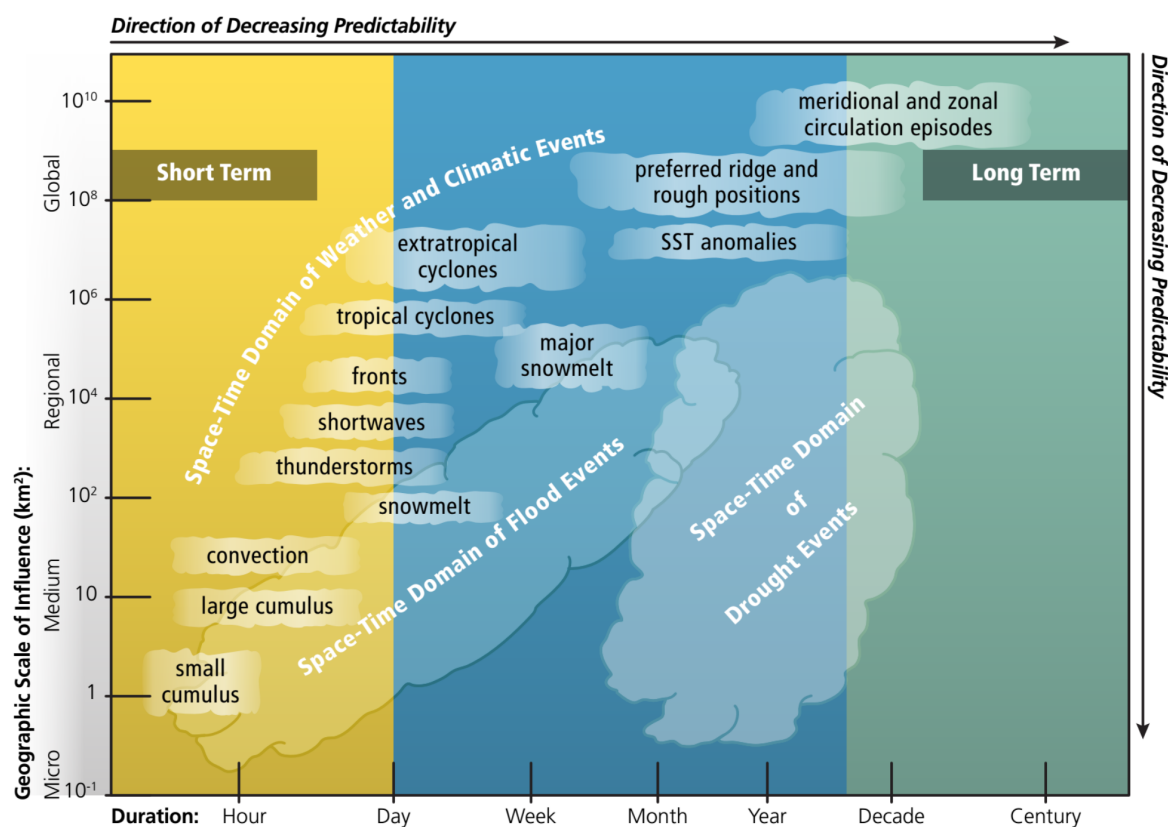 Direction of Decreasing Predictability
Direction of Decreasing Predictability
Geographic Scale of Influence (km²):
Global
Regional
Medium
Micro
10¹⁰
10⁸
10⁶
10⁴
10²
10
1
10⁻¹
Short Term
Long Term
Space-Time Domain of Weather and Climatic Events
meridional and zonal
circulation episodes
preferred ridge and
rough positions
extratropical
cyclones
SST anomalies
tropical cyclones
major
snowmelt
fronts
shortwaves
thunderstorms
snowmelt
convection
large cumulus
small
cumulus
Space-Time Domain of Flood Events
Space-Time Domain
of
Drought Events
Duration: Hour Day Week Month Year Decade Century